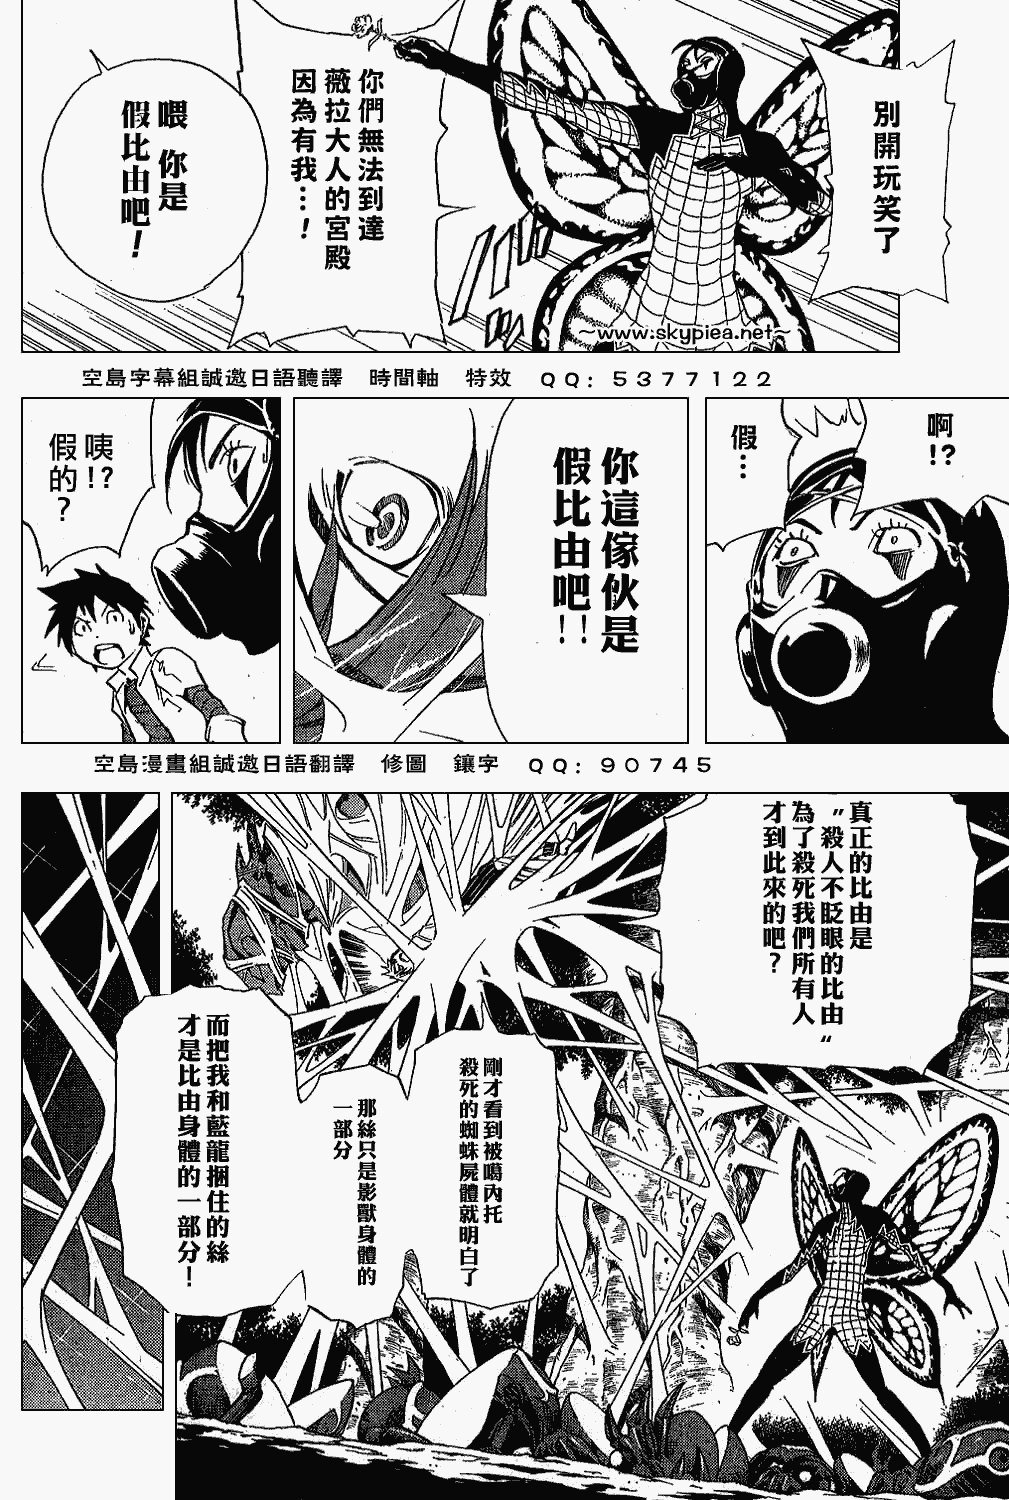 別開玩笑了
你們無法到達
薇拉大人的宮殿
因為有我…！
喂 你是
假比由吧！
~www.skypiea.net~
空島字幕組誠邀日語聽譯 時間軸 特效 QQ: 5377122
啊!?
假…
你這傢伙是
假比由吧!!
咦!?
假的？
空島漫畫組誠邀日語翻譯 修圖 鑲字 QQ: 90745
真正的比由是
〝殺人不眨眼的比由〞
為了殺死我們所有人
才到此來的吧？
剛才看到被噶內托
殺死的蜘蛛屍體就明白了
那絲只是影獸身體的
一部分
而把我和藍龍捆住的絲
才是比由身體的一部分！